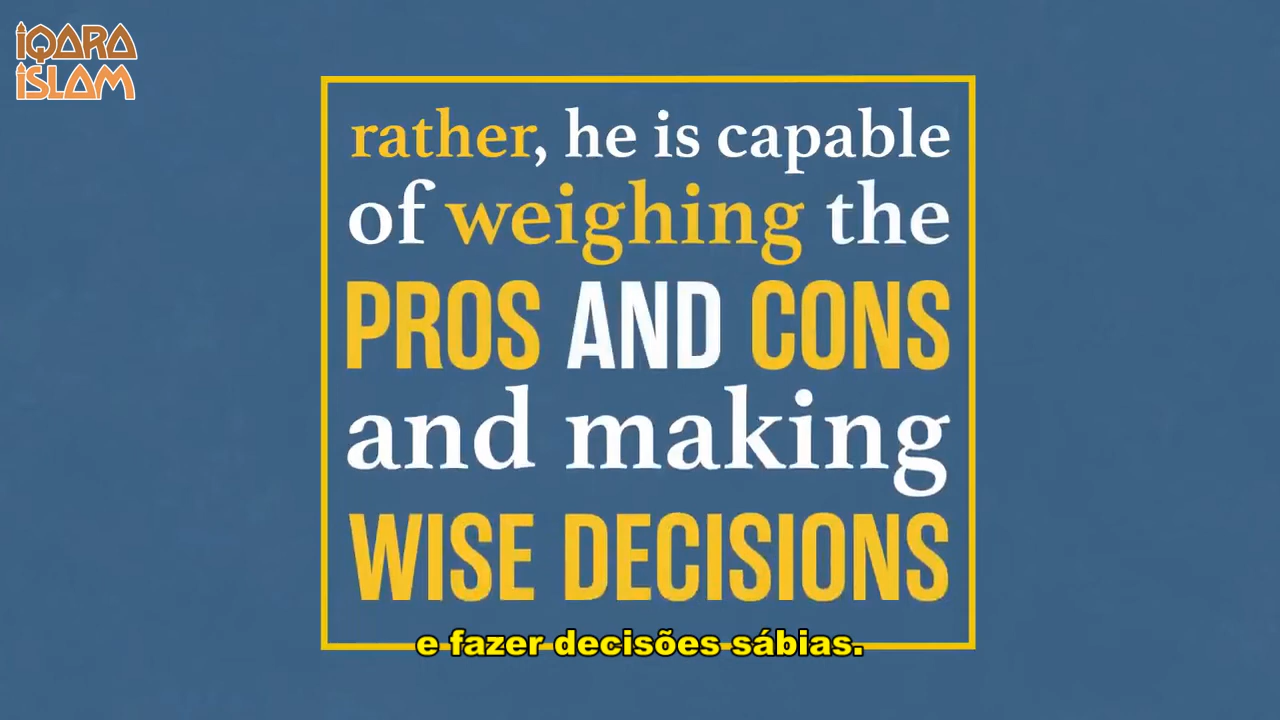 IQARA
ISLAM
rather, he is capable
of weighing the
PROS AND CONS
and making
WISE DECISIONS
e fazer decisões sábias.